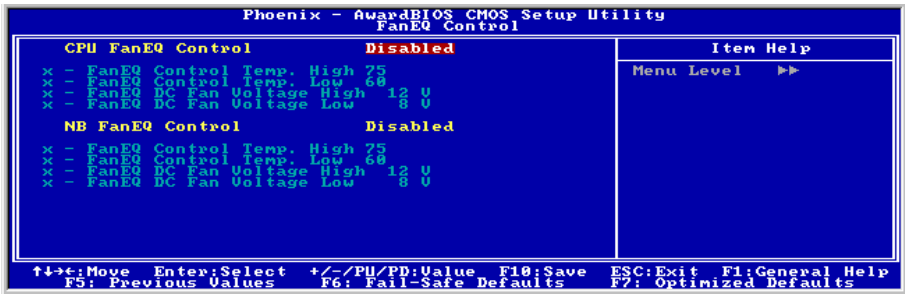 Phoenix - AwardBIOS CMOS Setup Utility
FanEQ Control
CPU FanEQ Control Disabled
x - FanEQ Control Temp. High 75
x - FanEQ Control Temp. Low 60
x - FanEQ DC Fan Voltage High 12 V
x - FanEQ DC Fan Voltage Low 8 V
NB FanEQ Control Disabled
x - FanEQ Control Temp. High 75
x - FanEQ Control Temp. Low 60
x - FanEQ DC Fan Voltage High 12 V
x - FanEQ DC Fan Voltage Low 8 V
Item Help
Menu Level ▶▶
↑↓→←:Move Enter:Select +/-/PU/PD:Value F10:Save ESC:Exit F1:General Help
F5: Previous Values F6: Fail-Safe Defaults F7: Optimized Defaults